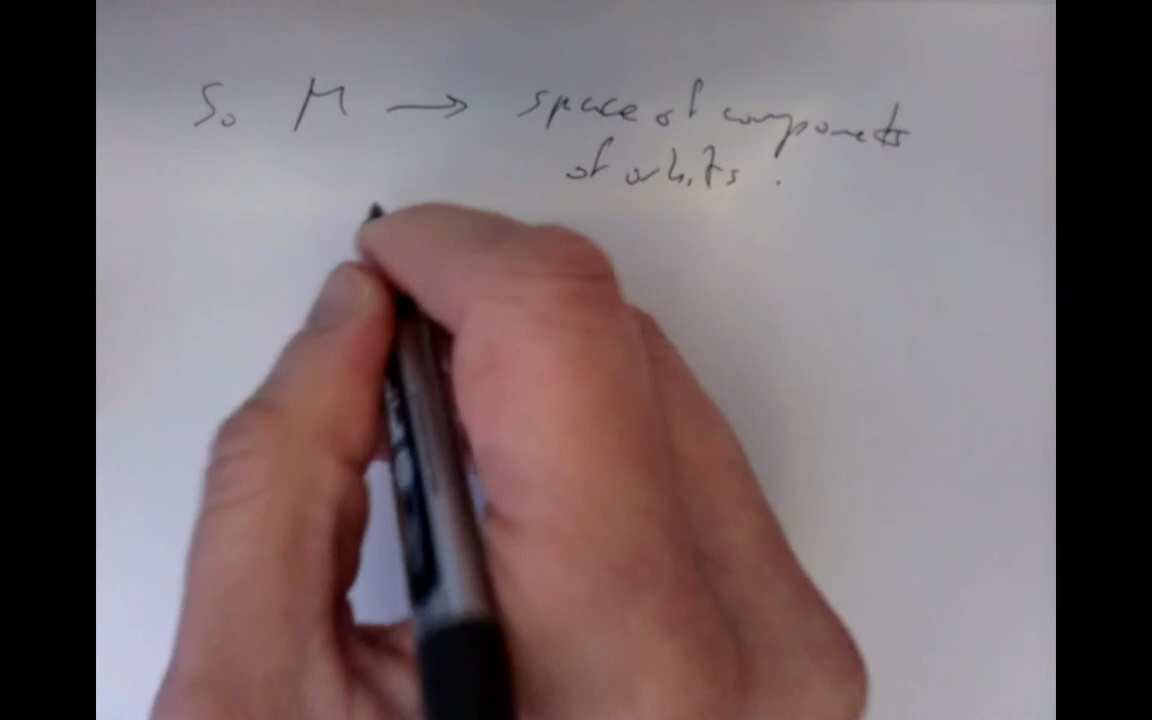 So M → space of components
of orbits.